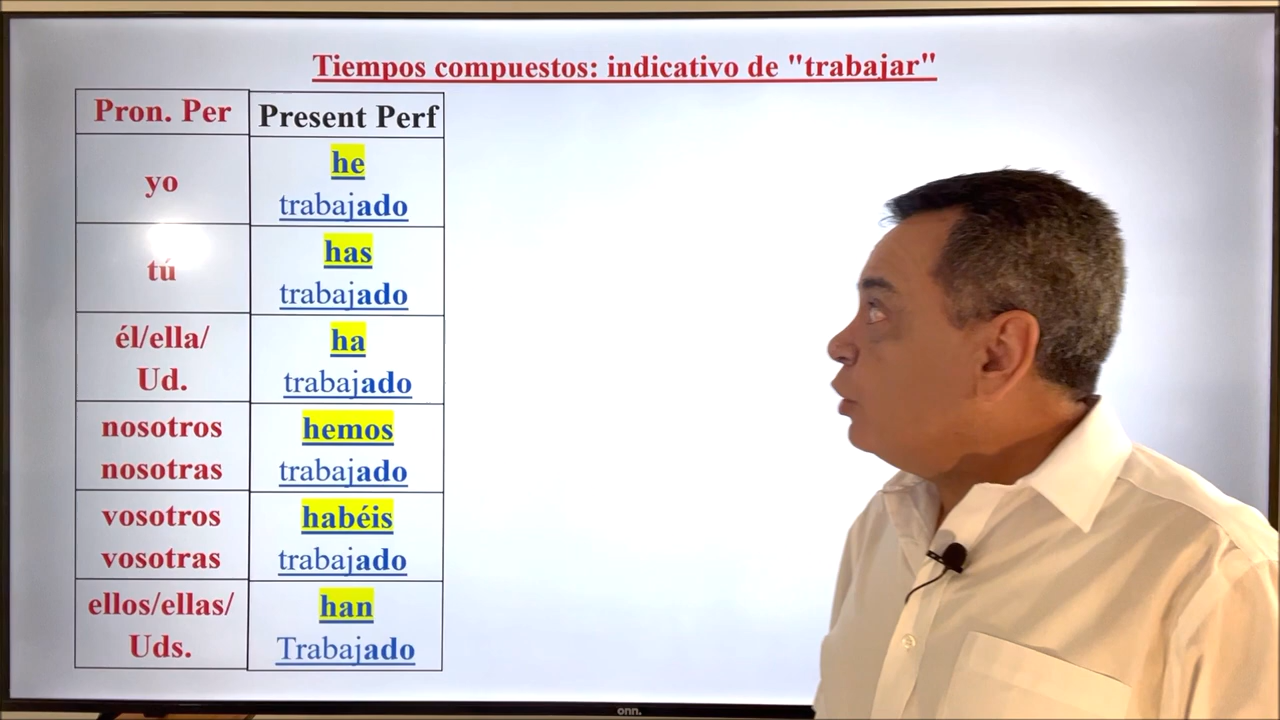 Tiempos compuestos: indicativo de "trabajar"
Pron. Per
Present Perf
yo
he
trabajado
tú
has
trabajado
él/ella/
Ud.
ha
trabajado
nosotros
nosotras
hemos
trabajado
vosotros
vosotras
habéis
trabajado
ellos/ellas/
Uds.
han
Trabajado
onn.